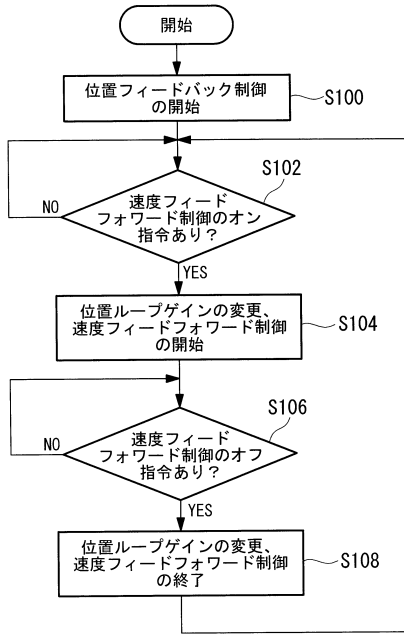 開始
位置フィードバック制御
の開始
S100
S102
速度フィード
フォワード制御のオン
指令あり？
NO
YES
位置ループゲインの変更、
速度フィードフォワード制御
の開始
S104
S106
速度フィード
フォワード制御のオフ
指令あり？
NO
YES
位置ループゲインの変更、
速度フィードフォワード制御
の終了
S108